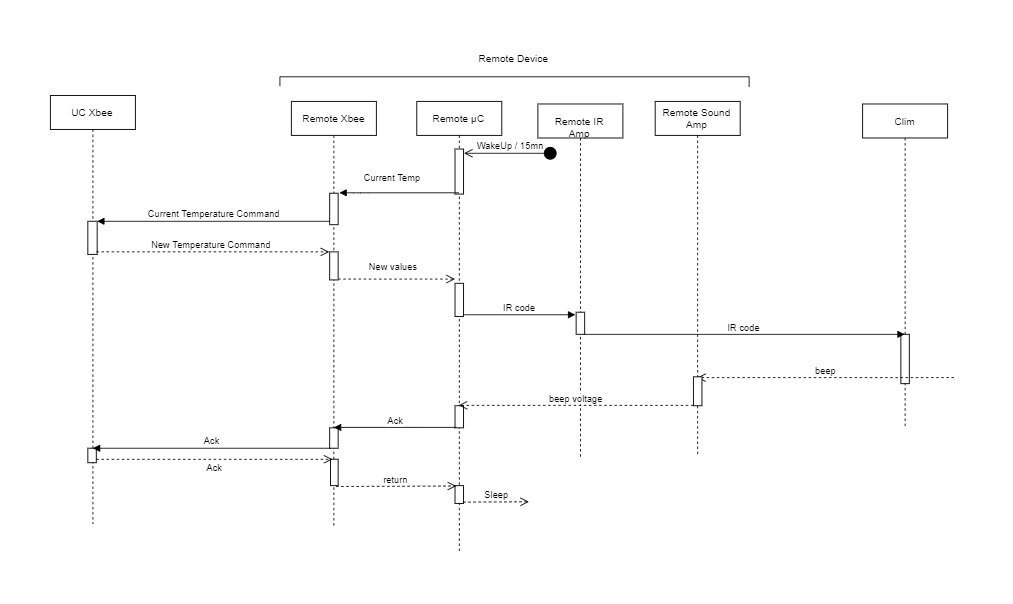 Remote Device
UC Xbee
Remote Xbee
Remote µC
Remote IR
Amp
Remote Sound
Amp
Clim
WakeUp / 15mn
Current Temp
Current Temperature Command
New Temperature Command
New values
IR code
IR code
beep
beep voltage
Ack
Ack
Ack
return
Sleep